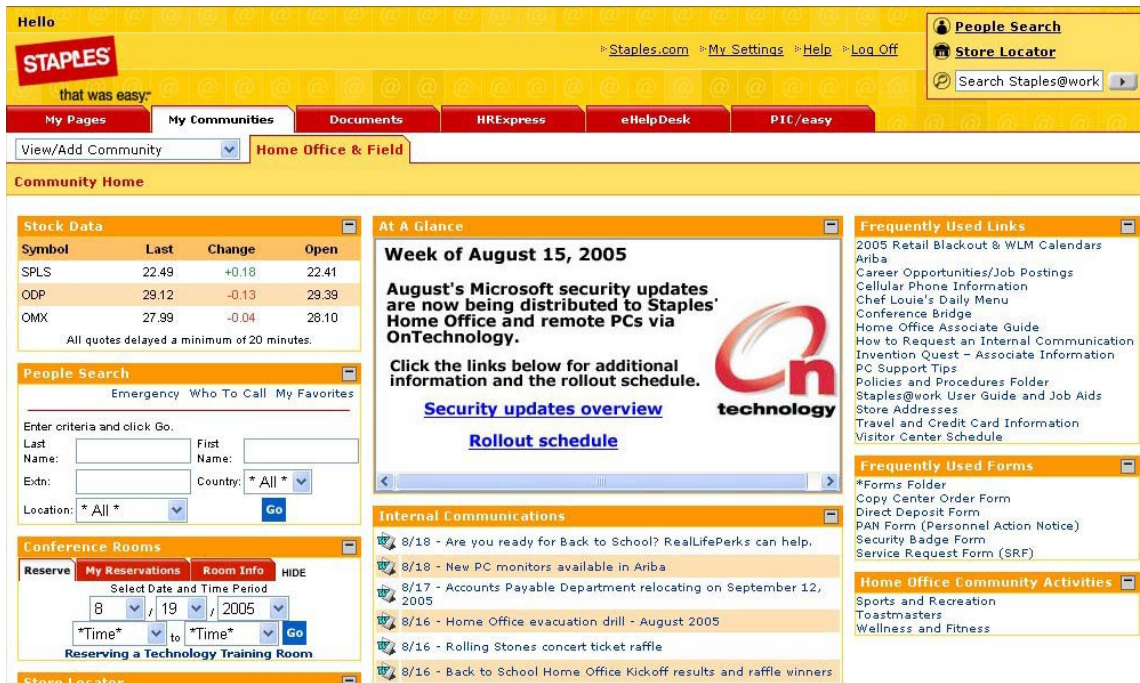 Hello
STAPLES
that was easy.
Staples.com My Settings Help Log Off
People Search
Store Locator
Search Staples@work
My Pages My Communities Documents HRExpress eHelpDesk PIC/easy
View/Add Community Home Office & Field
Community Home
Stock Data
Symbol Last Change Open
SPLS 22.49 +0.18 22.41
ODP 29.12 -0.13 29.39
OMX 27.99 -0.04 28.10
All quotes delayed a minimum of 20 minutes.
People Search
Emergency Who To Call My Favorites
Enter criteria and click Go.
Last Name: First Name:
Extn: Country: * All *
Location: * All * Go
Conference Rooms
Reserve My Reservations Room Info HIDE
Select Date and Time Period
8 , 19 , 2005
*Time* to *Time* Go
Reserving a Technology Training Room
Store Locator
At A Glance
Week of August 15, 2005
August's Microsoft security updates
are now being distributed to Staples'
Home Office and remote PCs via
OnTechnology.
Click the links below for additional
information and the rollout schedule.
Security updates overview
Rollout schedule
On
technology
Internal Communications
8/18 - Are you ready for Back to School? RealLifePerks can help.
8/18 - New PC monitors available in Ariba
8/17 - Accounts Payable Department relocating on September 12,
2005
8/16 - Home Office evacuation drill - August 2005
8/16 - Rolling Stones concert ticket raffle
8/16 - Back to School Home Office Kickoff results and raffle winners
Frequently Used Links
2005 Retail Blackout & WLM Calendars
Ariba
Career Opportunities/Job Postings
Cellular Phone Information
Chef Louie's Daily Menu
Conference Bridge
Home Office Associate Guide
How to Request an Internal Communication
Invention Quest - Associate Information
PC Support Tips
Policies and Procedures Folder
Staples@work User Guide and Job Aids
Store Addresses
Travel and Credit Card Information
Visitor Center Schedule
Frequently Used Forms
*Forms Folder
Copy Center Order Form
Direct Deposit Form
PAN Form (Personnel Action Notice)
Security Badge Form
Service Request Form (SRF)
Home Office Community Activities
Sports and Recreation
Toastmasters
Wellness and Fitness